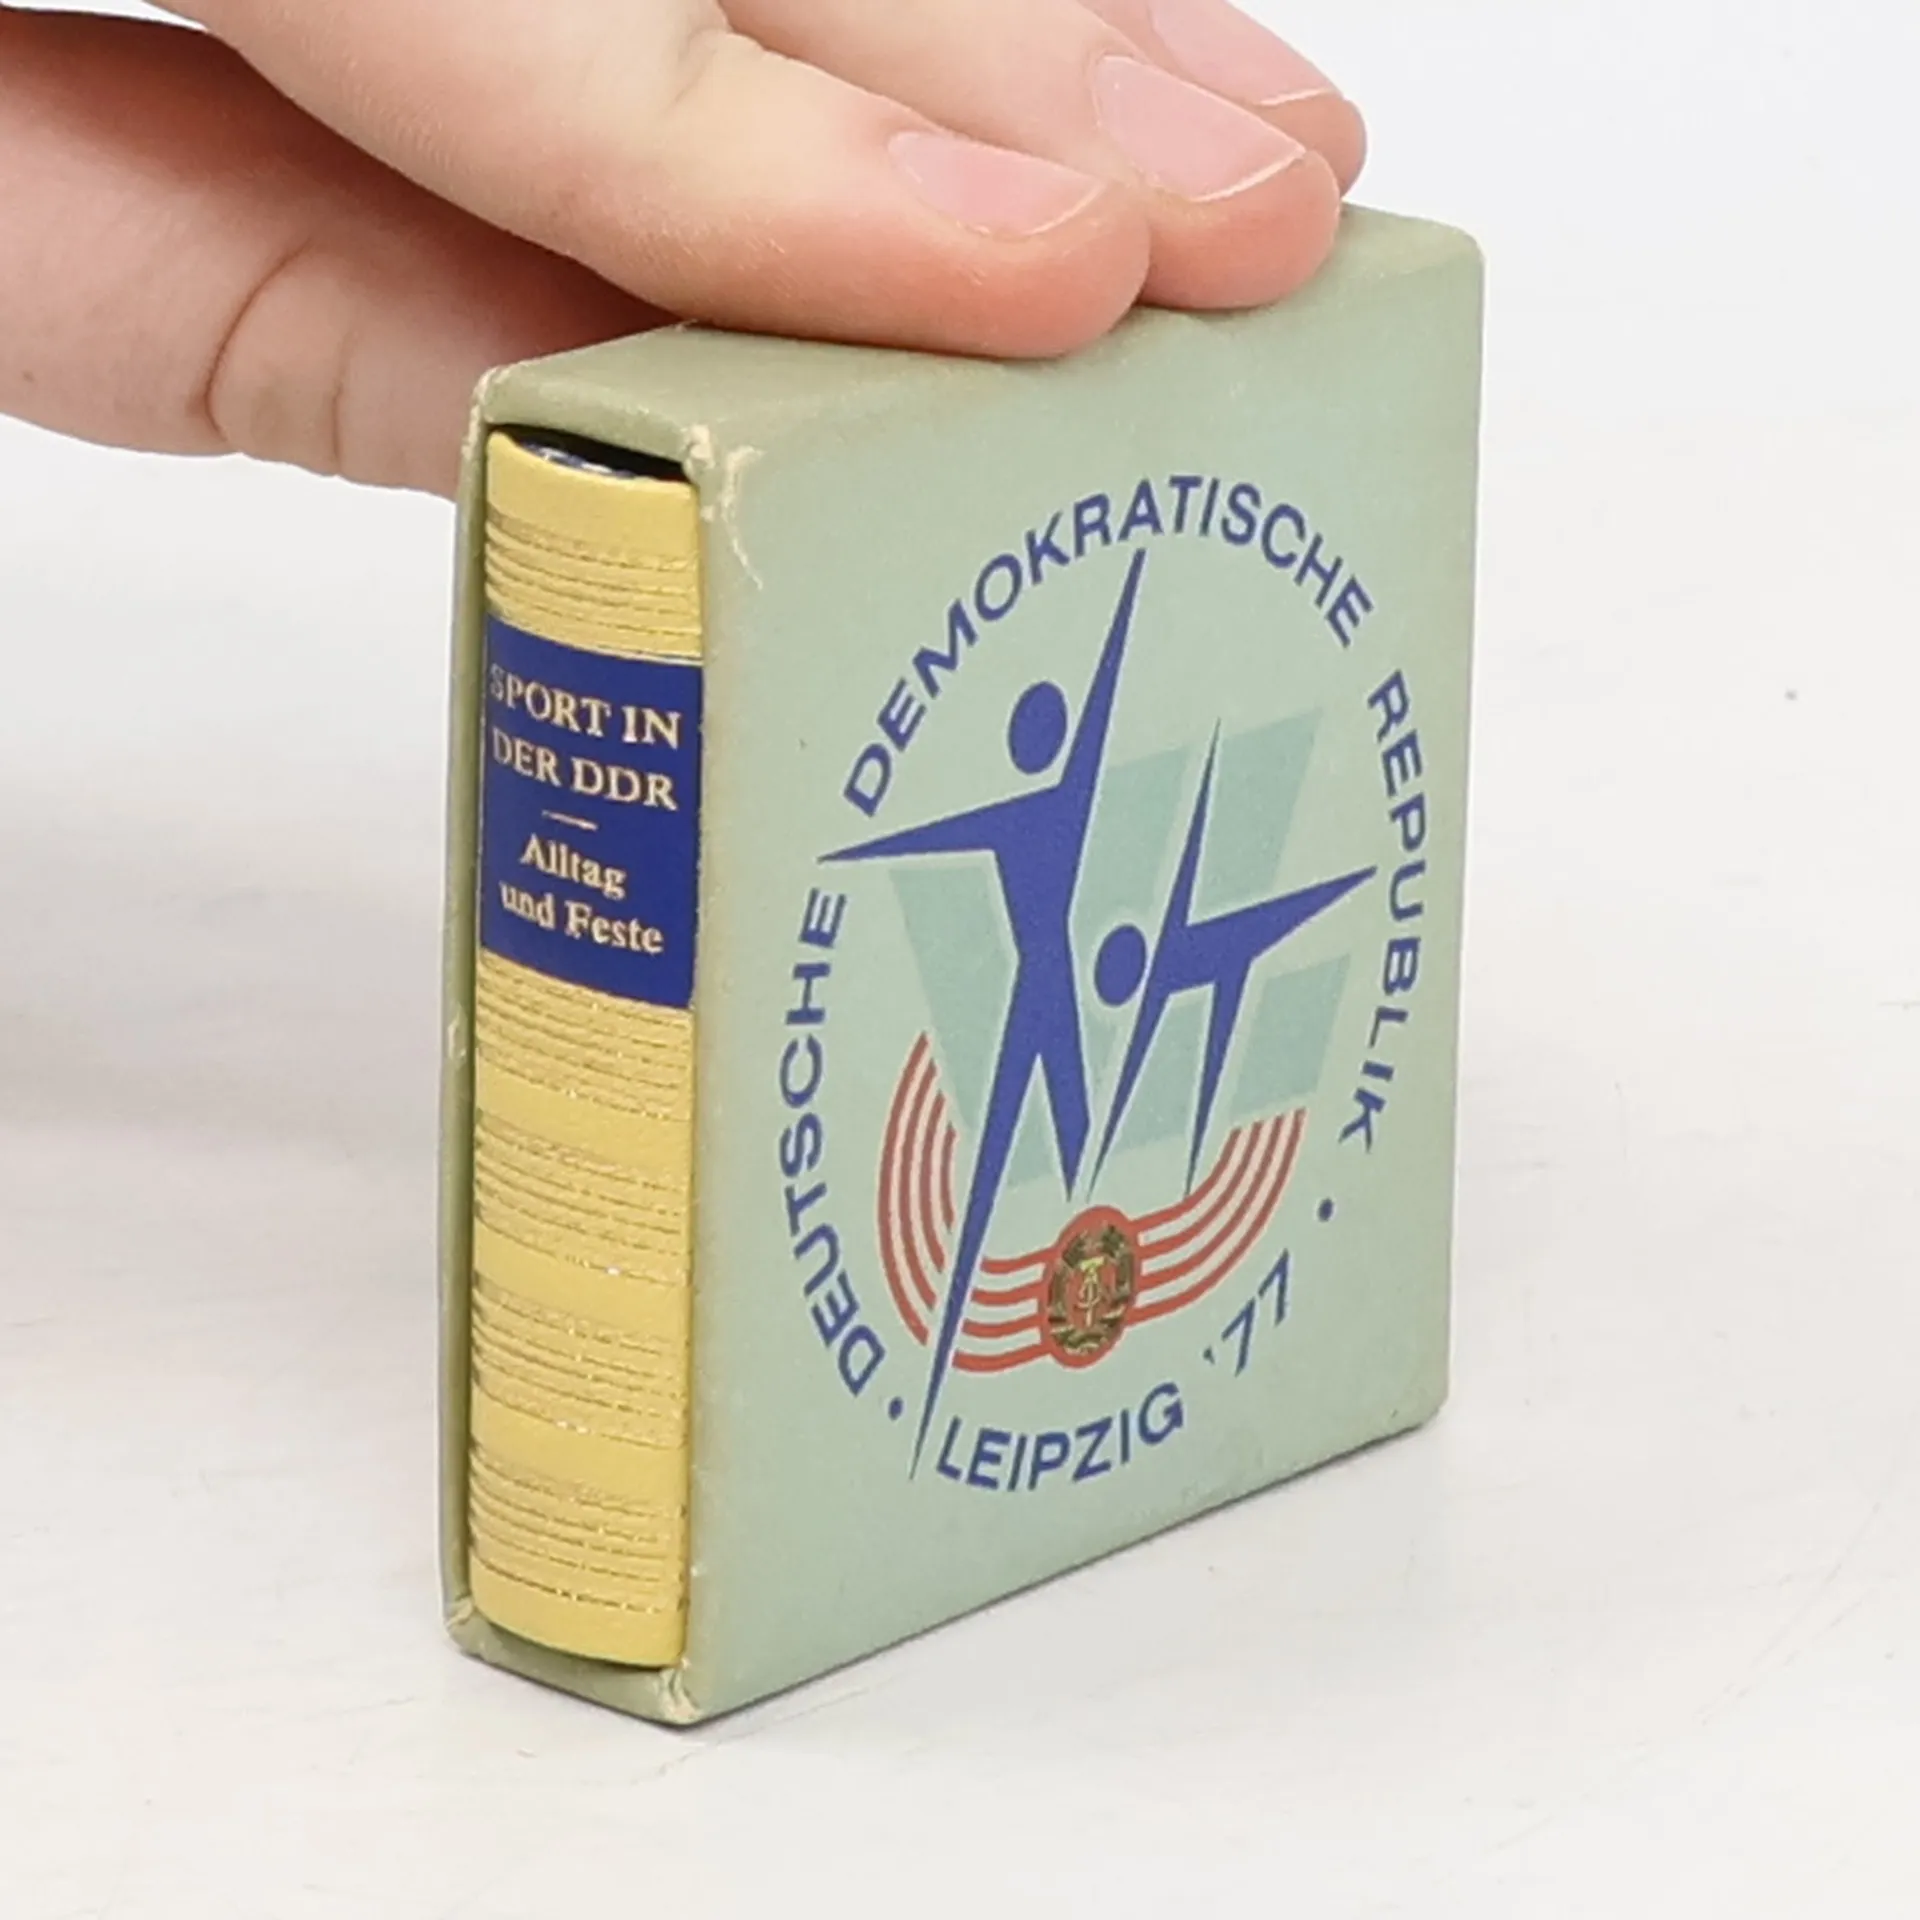 SPORT IN
DER DDR
Alltag
und Feste
DEUTSCHE DEMOKRATISCHE REPUBLIK
• LEIPZIG '77 •